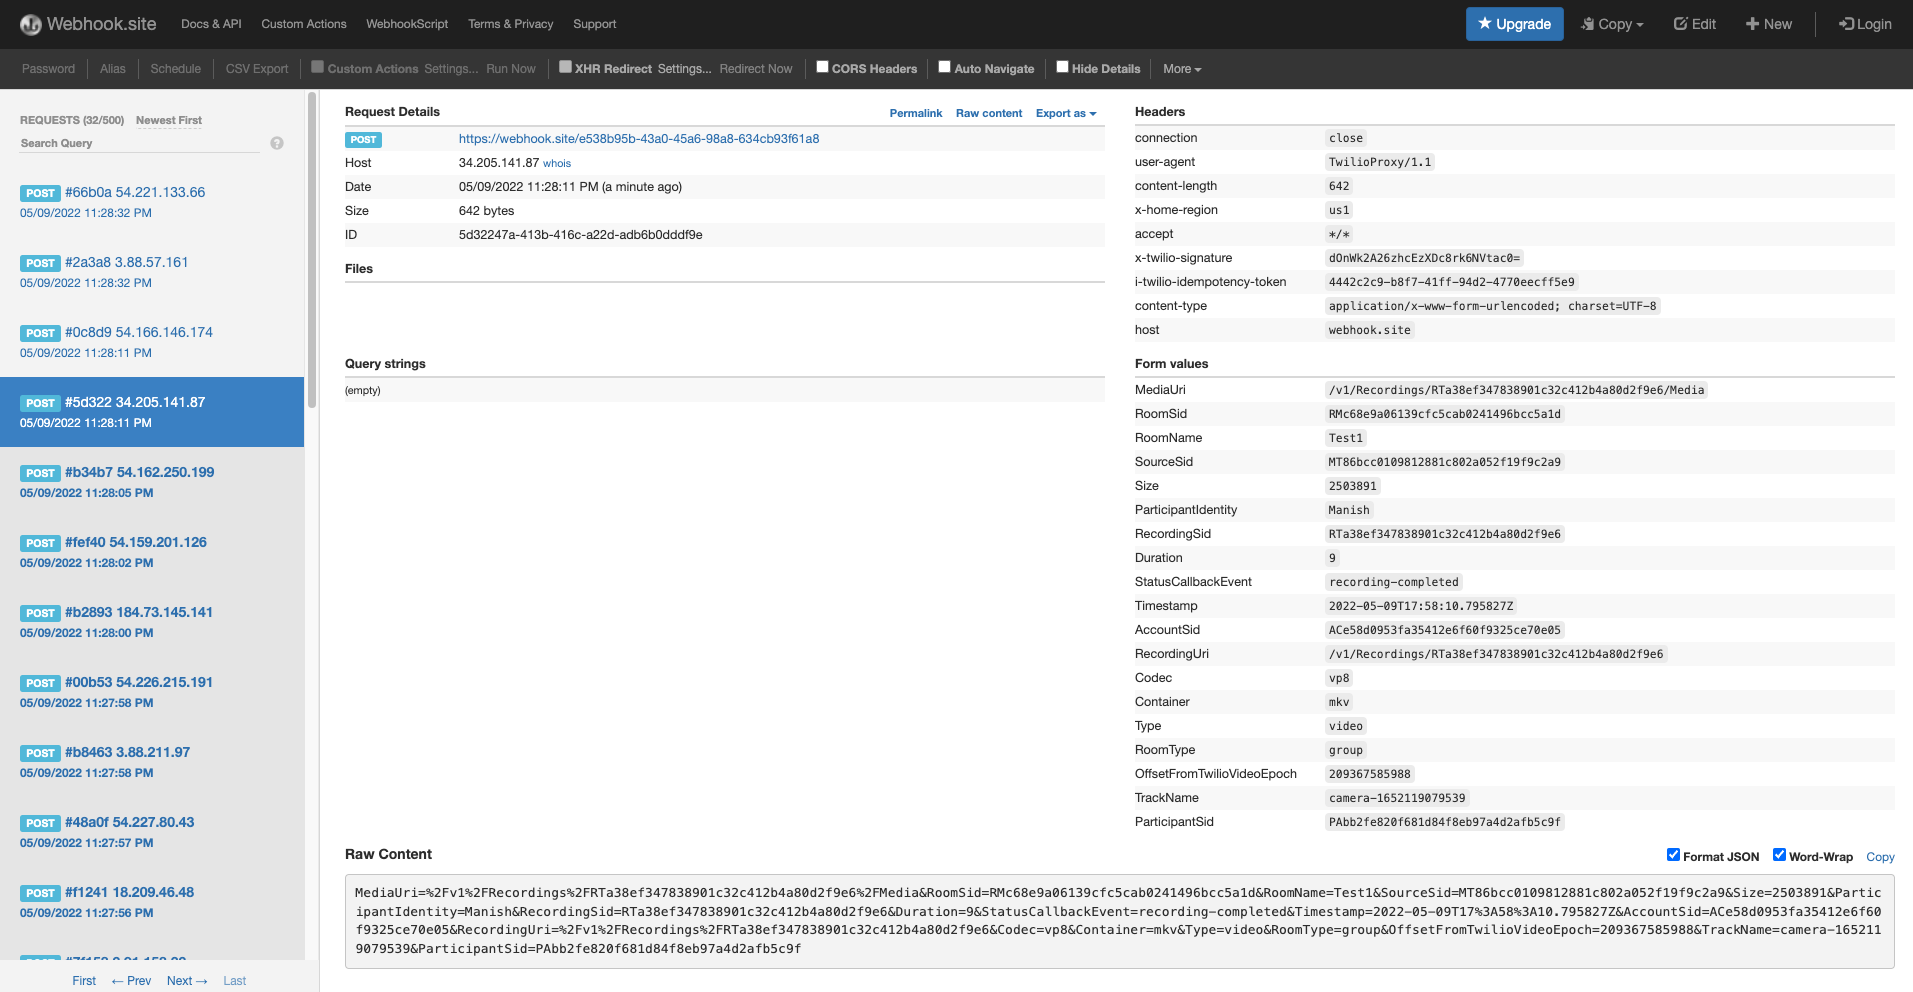 Webhook.site Docs & API Custom Actions WebhookScript Terms & Privacy Support Upgrade Copy Edit New Login
Password Alias Schedule CSV Export Custom Actions Settings... Run Now XHR Redirect Settings... Redirect Now CORS Headers Auto Navigate Hide Details More
REQUESTS (32/500) Newest First
Search Query ?
POST #66b0a 54.221.133.66
05/09/2022 11:28:32 PM
POST #2a3a8 3.88.57.161
05/09/2022 11:28:32 PM
POST #0c8d9 54.166.146.174
05/09/2022 11:28:11 PM
POST #5d322 34.205.141.87
05/09/2022 11:28:11 PM
POST #b34b7 54.162.250.199
05/09/2022 11:28:05 PM
POST #fef40 54.159.201.126
05/09/2022 11:28:02 PM
POST #b2893 184.73.145.141
05/09/2022 11:28:00 PM
POST #00b53 54.226.215.191
05/09/2022 11:27:58 PM
POST #b8463 3.88.211.97
05/09/2022 11:27:58 PM
POST #48a0f 54.227.80.43
05/09/2022 11:27:57 PM
POST #f1241 18.209.46.48
05/09/2022 11:27:56 PM
First ← Prev Next → Last
Request Details Permalink Raw content Export as
POST https://webhook.site/e538b95b-43a0-45a6-98a8-634cb93f61a8
Host 34.205.141.87 whois
Date 05/09/2022 11:28:11 PM (a minute ago)
Size 642 bytes
ID 5d32247a-413b-416c-a22d-adb6b0dddf9e
Files
Query strings
(empty)
Headers
connection close
user-agent TwilioProxy/1.1
content-length 642
x-home-region us1
accept */*
x-twilio-signature dOnWk2A26zhcEzXDc8rk6NVtac0=
i-twilio-idempotency-token 4442c2c9-b8f7-41ff-94d2-4770eecff5e9
content-type application/x-www-form-urlencoded; charset=UTF-8
host webhook.site
Form values
MediaUri /v1/Recordings/RTa38ef347838901c32c412b4a80d2f9e6/Media
RoomSid RMc68e9a06139cfc5cab0241496bcc5a1d
RoomName Test1
SourceSid MT86bcc0109812881c802a052f19f9c2a9
Size 2503891
ParticipantIdentity Manish
RecordingSid RTa38ef347838901c32c412b4a80d2f9e6
Duration 9
StatusCallbackEvent recording-completed
Timestamp 2022-05-09T17:58:10.795827Z
AccountSid ACe58d0953fa35412e6f60f9325ce70e05
RecordingUri /v1/Recordings/RTa38ef347838901c32c412b4a80d2f9e6
Codec vp8
Container mkv
Type video
RoomType group
OffsetFromTwilioVideoEpoch 209367585988
TrackName camera-1652119079539
ParticipantSid PAbb2fe820f681d84f8eb97a4d2afb5c9f
Raw Content Format JSON Word-Wrap Copy
MediaUri=%2Fv1%2FRecordings%2FRTa38ef347838901c32c412b4a80d2f9e6%2FMedia&RoomSid=RMc68e9a06139cfc5cab0241496bcc5a1d&RoomName=Test1&SourceSid=MT86bcc0109812881c802a052f19f9c2a9&Size=2503891&Partic
ipantIdentity=Manish&RecordingSid=RTa38ef347838901c32c412b4a80d2f9e6&Duration=9&StatusCallbackEvent=recording-completed&Timestamp=2022-05-09T17%3A58%3A10.795827Z&AccountSid=ACe58d0953fa35412e6f60
f9325ce70e05&RecordingUri=%2Fv1%2FRecordings%2FRTa38ef347838901c32c412b4a80d2f9e6&Codec=vp8&Container=mkv&Type=video&RoomType=group&OffsetFromTwilioVideoEpoch=209367585988&TrackName=camera-165211
9079539&ParticipantSid=PAbb2fe820f681d84f8eb97a4d2afb5c9f